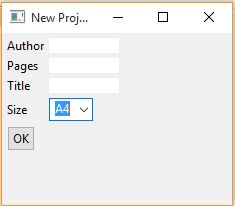 New Proj...
Author
Pages
Title
Size A4
OK